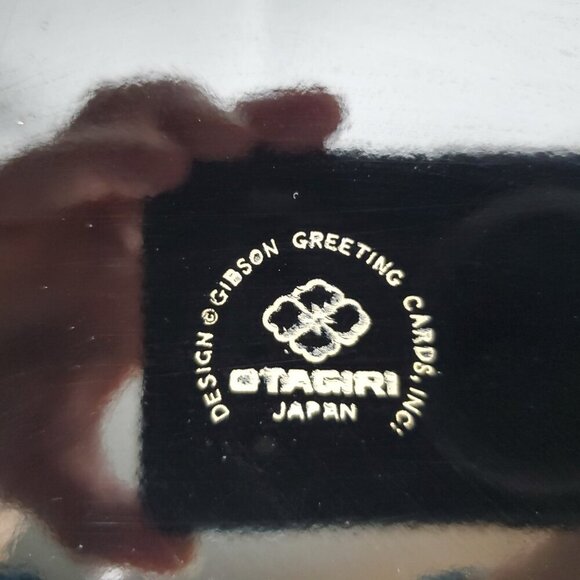 DESIGN © GIBSON GREETING CARDS, INC.
OTAGIRI
JAPAN